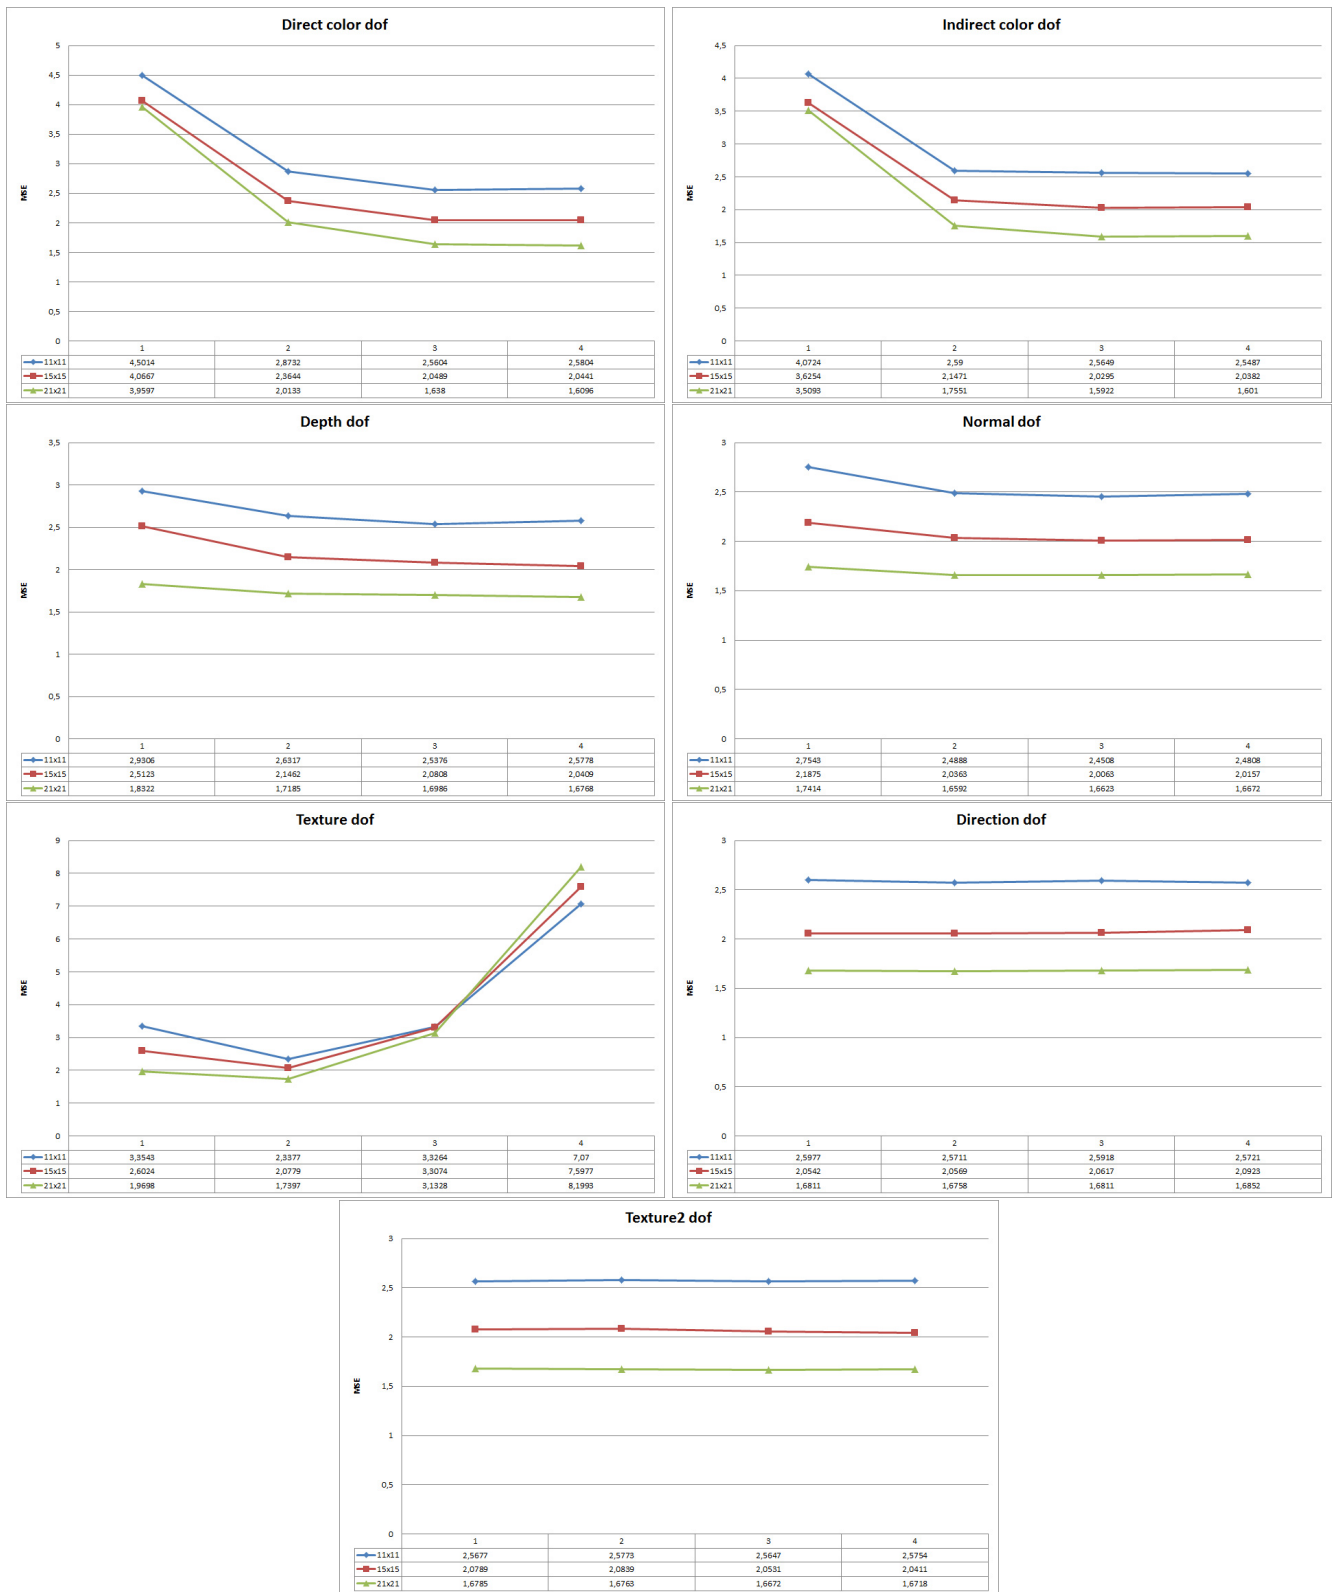 Direct color dof
5
4,5
4
3,5
3
2,5
2
1,5
1
0,5
0
MSE
1 2 3 4
11x11 4,5014 2,8732 2,5604 2,5804
15x15 4,0667 2,3644 2,0489 2,0441
21x21 3,9597 2,0133 1,638 1,6096
Indirect color dof
4,5
4
3,5
3
2,5
2
1,5
1
0,5
0
MSE
1 2 3 4
11x11 4,0724 2,59 2,5649 2,5487
15x15 3,6254 2,1471 2,0295 2,0382
21x21 3,5093 1,7551 1,5922 1,601
Depth dof
3,5
3
2,5
2
1,5
1
0,5
0
MSE
1 2 3 4
11x11 2,9306 2,6317 2,5376 2,5778
15x15 2,5123 2,1462 2,0808 2,0409
21x21 1,8322 1,7185 1,6986 1,6768
Normal dof
3
2,5
2
1,5
1
0,5
0
MSE
1 2 3 4
11x11 2,7543 2,4888 2,4508 2,4808
15x15 2,1875 2,0363 2,0063 2,0157
21x21 1,7414 1,6592 1,6623 1,6672
Texture dof
9
8
7
6
5
4
3
2
1
0
MSE
1 2 3 4
11x11 3,3543 2,3377 3,3264 7,07
15x15 2,6024 2,0779 3,3074 7,5977
21x21 1,9698 1,7397 3,1328 8,1993
Direction dof
3
2,5
2
1,5
1
0,5
0
MSE
1 2 3 4
11x11 2,5977 2,5711 2,5918 2,5721
15x15 2,0542 2,0569 2,0617 2,0923
21x21 1,6811 1,6758 1,6811 1,6852
Texture2 dof
3
2,5
2
1,5
1
0,5
0
MSE
1 2 3 4
11x11 2,5677 2,5773 2,5647 2,5754
15x15 2,0789 2,0839 2,0531 2,0411
21x21 1,6785 1,6763 1,6672 1,6718